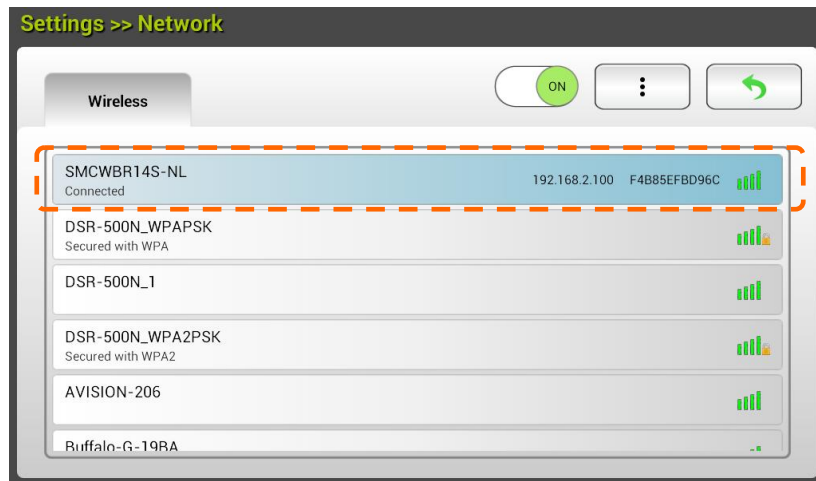 Settings >> Network
Wireless
ON
SMCWBR14S-NL
192.168.2.100 F4B85EFBD96C
Connected
DSR-500N_WPAPSK
Secured with WPA
DSR-500N_1
DSR-500N_WPA2PSK
Secured with WPA2
AVISION-206
Buffalo-G-19BA